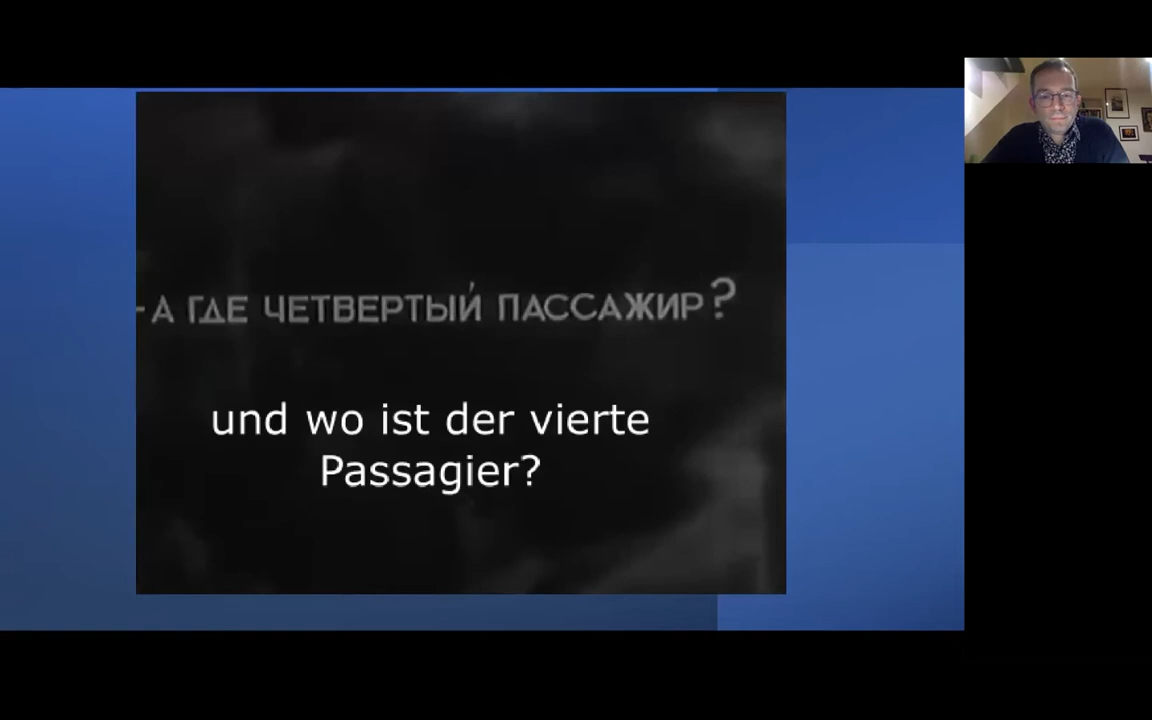 -А ГДЕ ЧЕТВЕРТЫЙ ПАССАЖИР?
und wo ist der vierte
Passagier?